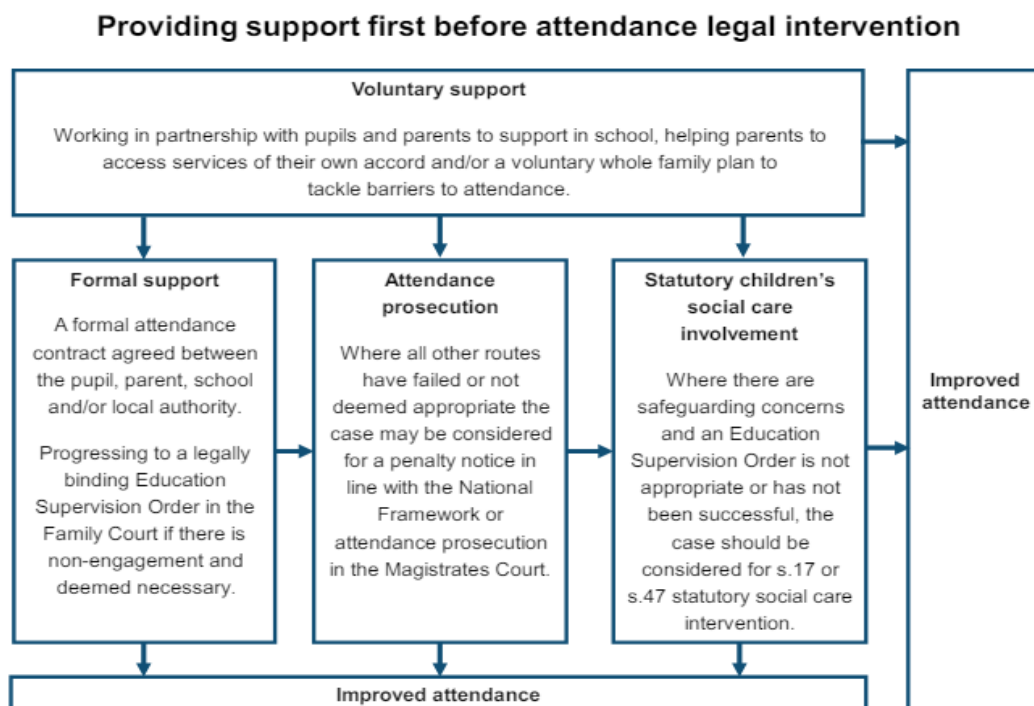 Providing support first before attendance legal intervention
Voluntary support
Working in partnership with pupils and parents to support in school, helping parents to
access services of their own accord and/or a voluntary whole family plan to
tackle barriers to attendance.
Formal support
A formal attendance
contract agreed between
the pupil, parent, school
and/or local authority.
Progressing to a legally
binding Education
Supervision Order in the
Family Court if there is
non-engagement and
deemed necessary.
Attendance
prosecution
Where all other routes
have failed or not
deemed appropriate the
case may be considered
for a penalty notice in
line with the National
Framework or
attendance prosecution
in the Magistrates Court.
Statutory children's
social care
involvement
Where there are
safeguarding concerns
and an Education
Supervision Order is not
appropriate or has not
been successful, the
case should be
considered for s.17 or
s.47 statutory social care
intervention.
Improved
attendance
Improved attendance